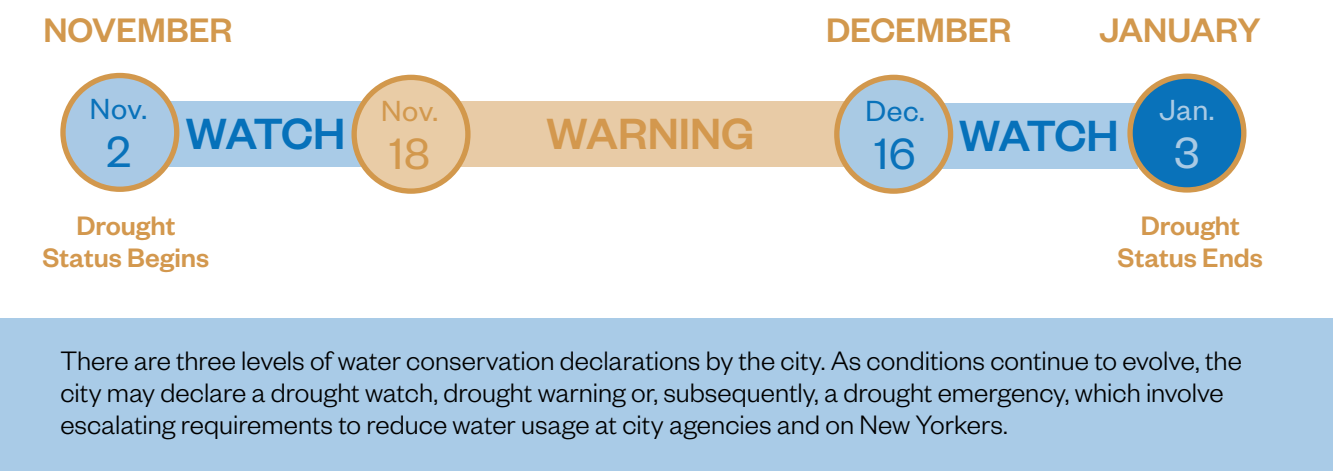 NOVEMBER
DECEMBER
JANUARY
Nov.
2
WATCH
Nov.
18
WARNING
Dec.
16
WATCH
Jan.
3
Drought
Status Begins
Drought
Status Ends
There are three levels of water conservation declarations by the city. As conditions continue to evolve, the
city may declare a drought watch, drought warning or, subsequently, a drought emergency, which involve
escalating requirements to reduce water usage at city agencies and on New Yorkers.